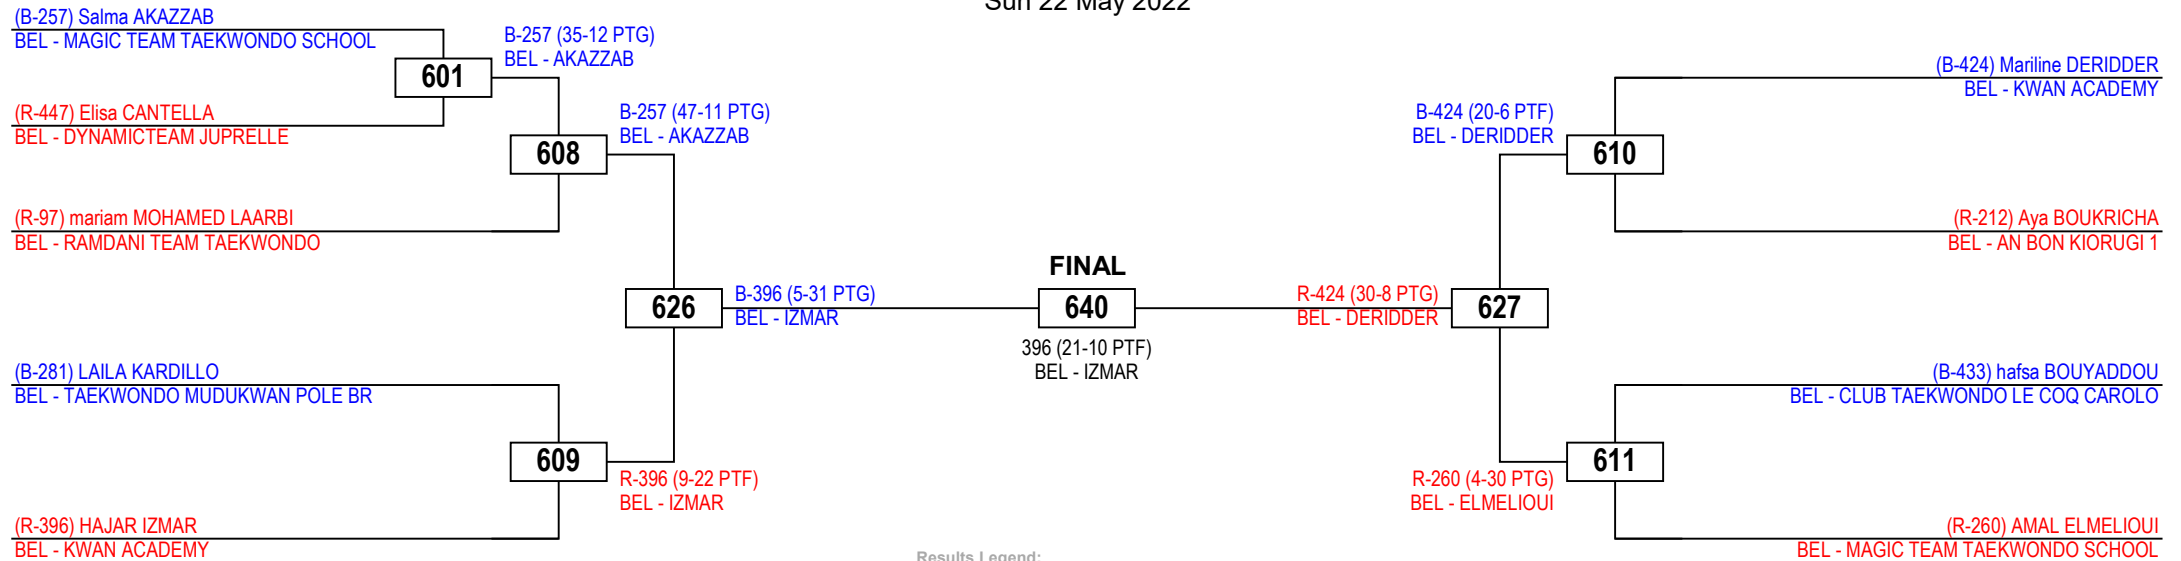 Sun 22 May 2022
(B-257) Salma AKAZZAB
BEL - MAGIC TEAM TAEKWONDO SCHOOL
601
B-257 (35-12 PTG)
BEL - AKAZZAB
(R-447) Elisa CANTELLA
BEL - DYNAMICTEAM JUPRELLE
608
B-257 (47-11 PTG)
BEL - AKAZZAB
(R-97) mariam MOHAMED LAARBI
BEL - RAMDANI TEAM TAEKWONDO
626
B-396 (5-31 PTG)
BEL - IZMAR
(B-281) LAILA KARDILLO
BEL - TAEKWONDO MUDUKWAN POLE BR
609
R-396 (9-22 PTF)
BEL - IZMAR
(R-396) HAJAR IZMAR
BEL - KWAN ACADEMY
FINAL
640
396 (21-10 PTF)
BEL - IZMAR
(B-424) Mariline DERIDDER
BEL - KWAN ACADEMY
B-424 (20-6 PTF)
BEL - DERIDDER
610
(R-212) Aya BOUKRICHA
BEL - AN BON KIORUGI 1
R-424 (30-8 PTG)
BEL - DERIDDER
627
(B-433) hafsa BOUYADDOU
BEL - CLUB TAEKWONDO LE COQ CAROLO
611
R-260 (4-30 PTG)
BEL - ELMELIOUI
(R-260) AMAL ELMELIOUI
BEL - MAGIC TEAM TAEKWONDO SCHOOL
Results Legend: